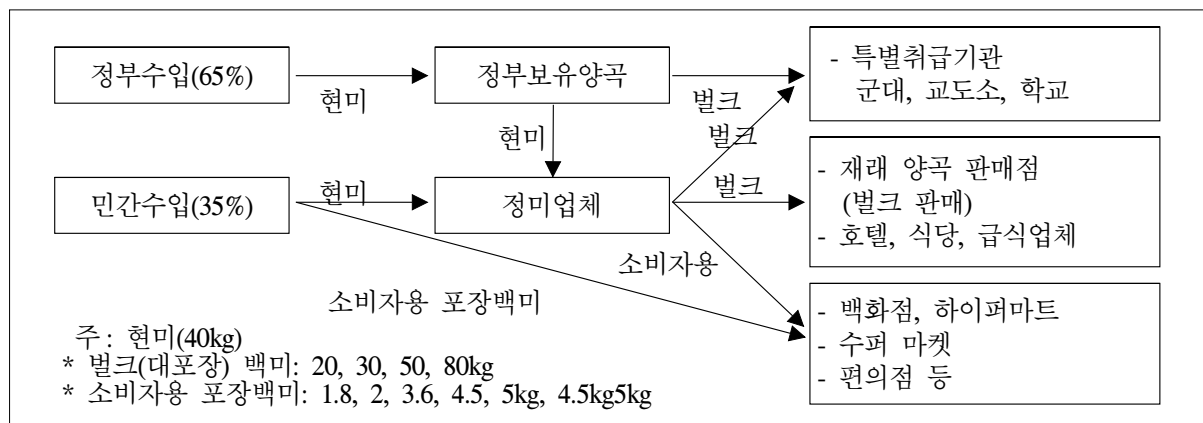 정부수입(65%)
현미
정부보유양곡
벌크
- 특별취급기관
군대, 교도소, 학교
현미
벌크
민간수입(35%)
현미
정미업체
벌크
- 재래 양곡 판매점
(벌크 판매)
- 호텔, 식당, 급식업체
소비자용
소비자용 포장백미
- 백화점, 하이퍼마트
- 수퍼 마켓
- 편의점 등
주 : 현미(40kg)
* 벌크(대포장) 백미: 20, 30, 50, 80kg
* 소비자용 포장백미: 1.8, 2, 3.6, 4.5, 5kg, 4.5kg5kg